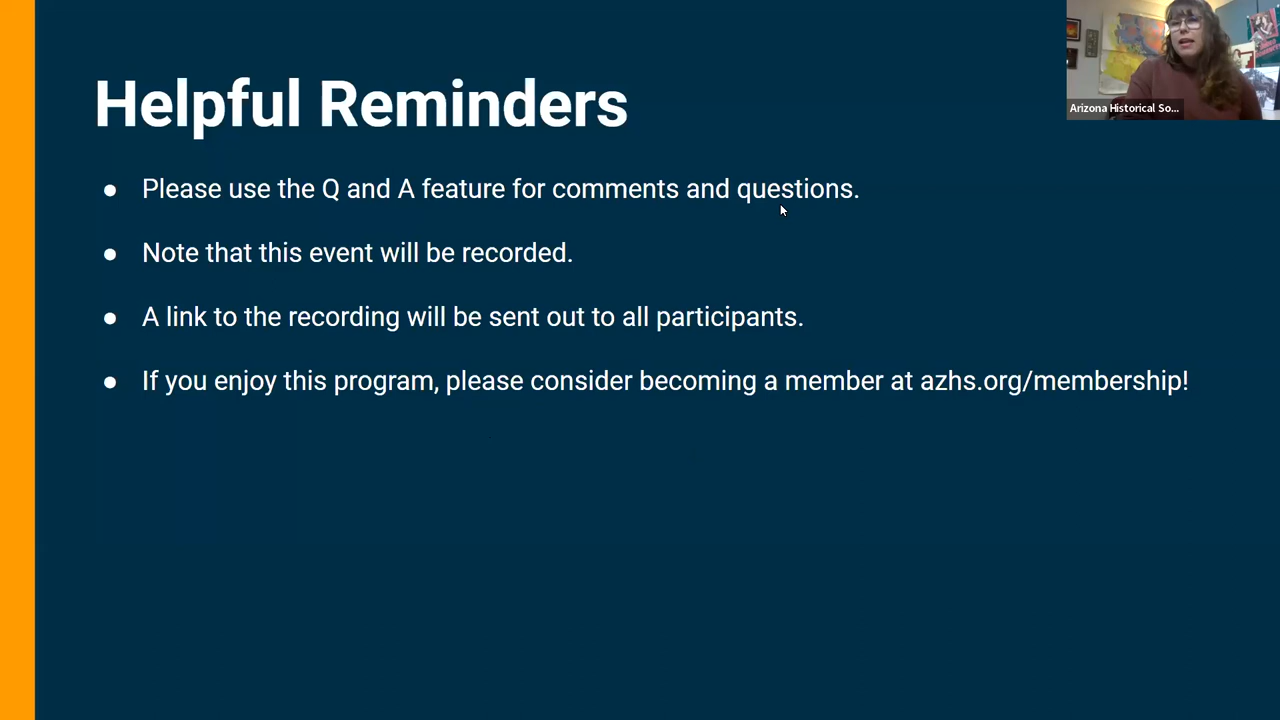 Helpful Reminders
Arizona Historical So...
● Please use the Q and A feature for comments and questions.
● Note that this event will be recorded.
● A link to the recording will be sent out to all participants.
● If you enjoy this program, please consider becoming a member at azhs.org/membership!